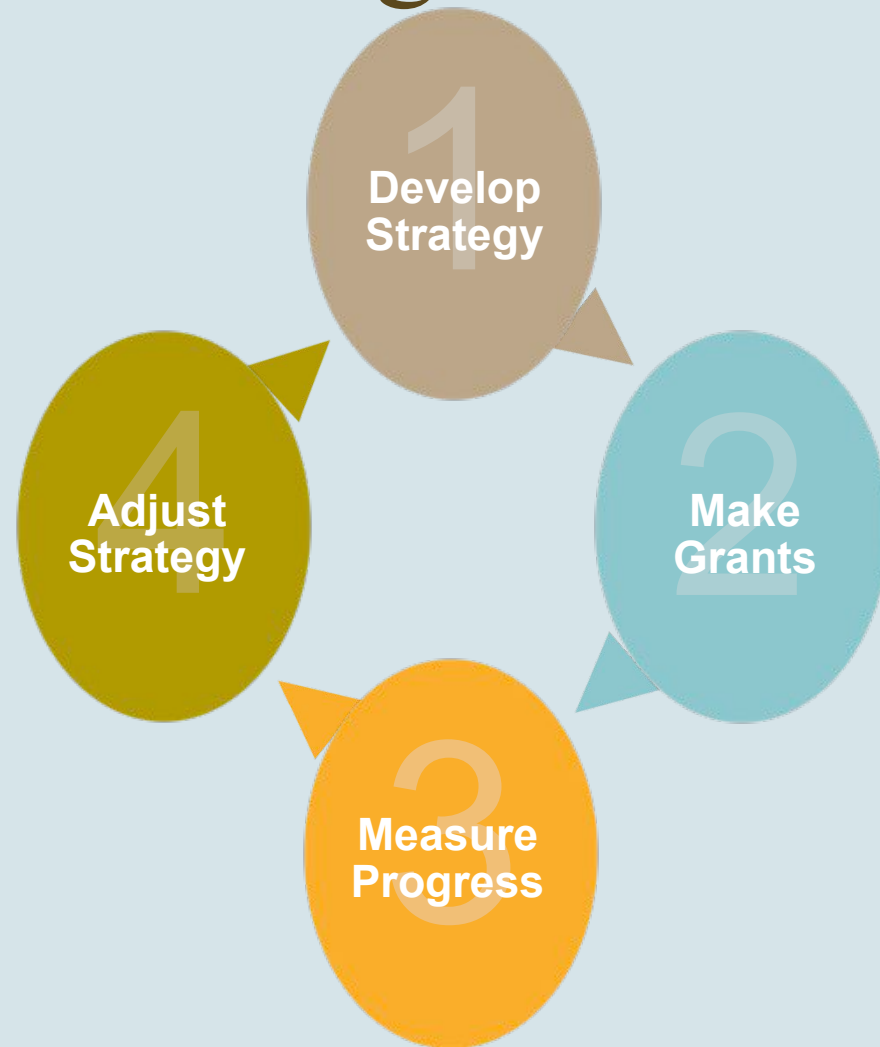 1
Develop
Strategy
2
Make
Grants
3
Measure
Progress
4
Adjust
Strategy